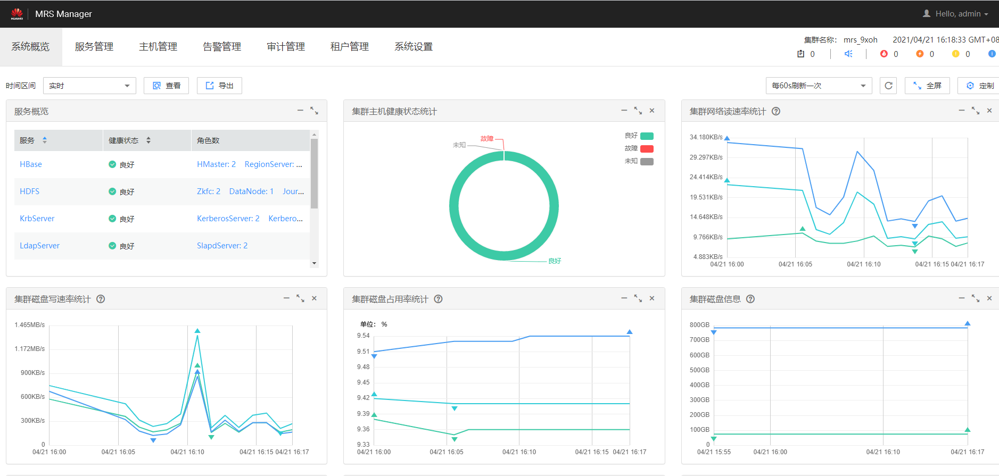 HUAWEI
MRS Manager
Hello, admin
系统概览 服务管理 主机管理 告警管理 审计管理 租户管理 系统设置
集群名称： mrs_9xoh 2021/04/21 16:18:33 GMT+08
0 0 0 0
时间区间 实时 查看 导出 每60s刷新一次 全屏 定制
服务概览
服务 健康状态 角色数
HBase 良好 HMaster: 2 RegionServer: ...
HDFS 良好 Zkfc: 2 DataNode: 1 Jour...
KrbServer 良好 KerberosServer: 2 Kerbero...
LdapServer 良好 SlapdServer: 2
集群主机健康状态统计
良好
故障
未知
故障
未知
良好
集群网络读速率统计
34.180KB/s
29.297KB/s
24.414KB/s
19.531KB/s
14.648KB/s
9.766KB/s
4.883KB/s
04/21 16:00 04/21 16:05 04/21 16:10 04/21 16:15 04/21 16:17
集群磁盘写速率统计
1.465MB/s
1.172MB/s
900KB/s
600KB/s
300KB/s
0
04/21 16:00 04/21 16:05 04/21 16:10 04/21 16:15 04/21 16:17
集群磁盘占用率统计
单位： %
9.54
9.51
9.48
9.45
9.42
9.39
9.36
9.33
04/21 16:00 04/21 16:05 04/21 16:10 04/21 16:15 04/21 16:17
集群磁盘信息
800GB
700GB
600GB
500GB
400GB
300GB
200GB
100GB
0
04/21 15:55 04/21 16:00 04/21 16:10 04/21 16:17